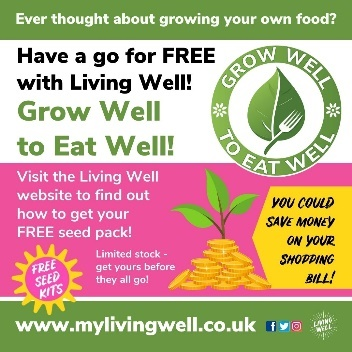 Ever thought about growing your own food?
Have a go for FREE
with Living Well!
Grow Well
to Eat Well!
GROW WELL
TO EAT WELL
Visit the Living Well
website to find out
how to get your
FREE seed pack!
Limited stock -
get yours before
they all go!
FREE
SEED
KITS
YOU COULD
SAVE MONEY
ON YOUR
SHOPPING
BILL!
www.mylivingwell.co.uk
LIVING
WELL